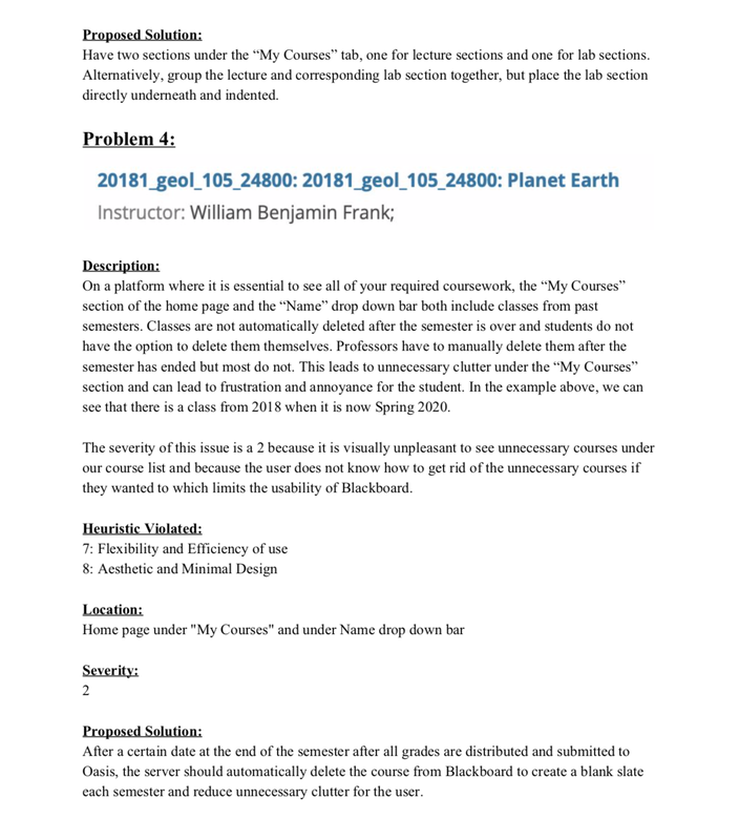 Proposed Solution:
Have two sections under the “My Courses” tab, one for lecture sections and one for lab sections.
Alternatively, group the lecture and corresponding lab section together, but place the lab section
directly underneath and indented.
Problem 4:
20181_geol_105_24800: 20181_geol_105_24800: Planet Earth
Instructor: William Benjamin Frank;
Description:
On a platform where it is essential to see all of your required coursework, the “My Courses”
section of the home page and the “Name” drop down bar both include classes from past
semesters. Classes are not automatically deleted after the semester is over and students do not
have the option to delete them themselves. Professors have to manually delete them after the
semester has ended but most do not. This leads to unnecessary clutter under the “My Courses”
section and can lead to frustration and annoyance for the student. In the example above, we can
see that there is a class from 2018 when it is now Spring 2020.
The severity of this issue is a 2 because it is visually unpleasant to see unnecessary courses under
our course list and because the user does not know how to get rid of the unnecessary courses if
they wanted to which limits the usability of Blackboard.
Heuristic Violated:
7: Flexibility and Efficiency of use
8: Aesthetic and Minimal Design
Location:
Home page under "My Courses" and under Name drop down bar
Severity:
2
Proposed Solution:
After a certain date at the end of the semester after all grades are distributed and submitted to
Oasis, the server should automatically delete the course from Blackboard to create a blank slate
each semester and reduce unnecessary clutter for the user.